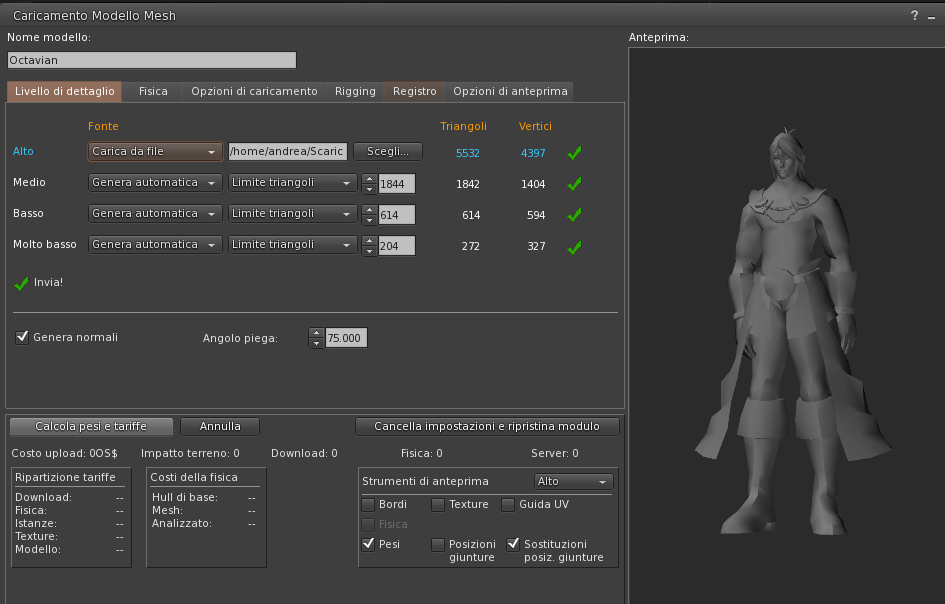 Caricamento Modello Mesh
?
Nome modello:
Anteprima:
Octavian
Livello di dettaglio Fisica Opzioni di caricamento Rigging Registro Opzioni di anteprima
Fonte Triangoli Vertici
Alto Carica da file /home/andrea/Scaric Scegli... 5532 4397
Medio Genera automatica Limite triangoli 1844 1842 1404
Basso Genera automatica Limite triangoli 614 614 594
Molto basso Genera automatica Limite triangoli 204 272 327
Invia!
Genera normali Angolo piega: 75.000
Calcola pesi e tariffe Annulla Cancella impostazioni e ripristina modulo
Costo upload: 0OS$ Impatto terreno: 0 Download: 0 Fisica: 0 Server: 0
Ripartizione tariffe
Download: --
Fisica: --
Istanze: --
Texture: --
Modello: --
Costi della fisica
Hull di base: --
Mesh: --
Analizzato: --
Strumenti di anteprima Alto
Bordi Texture Guida UV
Fisica
Pesi Posizioni giunture Sostituzioni posiz. giunture